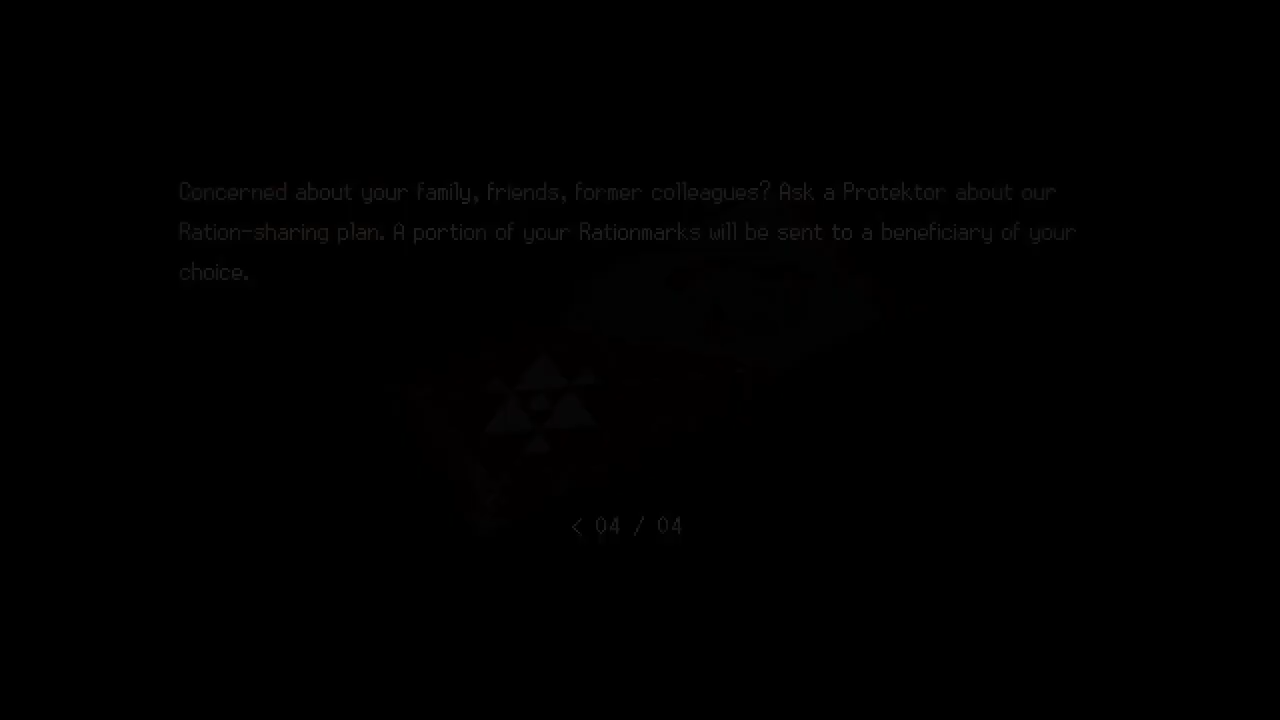 Concerned about your family, friends, former colleagues? Ask a Protektor about our
Ration-sharing plan. A portion of your Rationmarks will be sent to a beneficiary of your
choice.
< 04 / 04